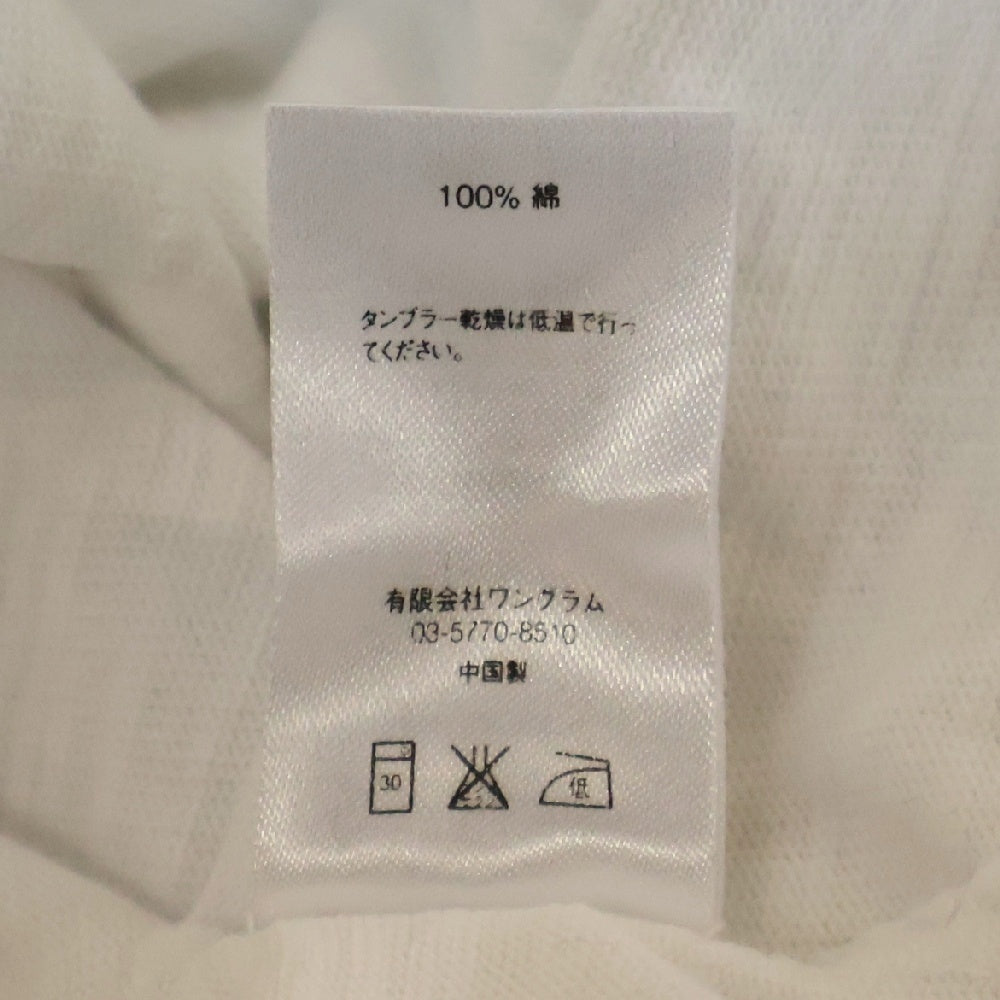 100% 綿
タンブラー乾燥は低温で行っ
てください。
有限会社ワングラム
03-5770-8510
中国製
30
低